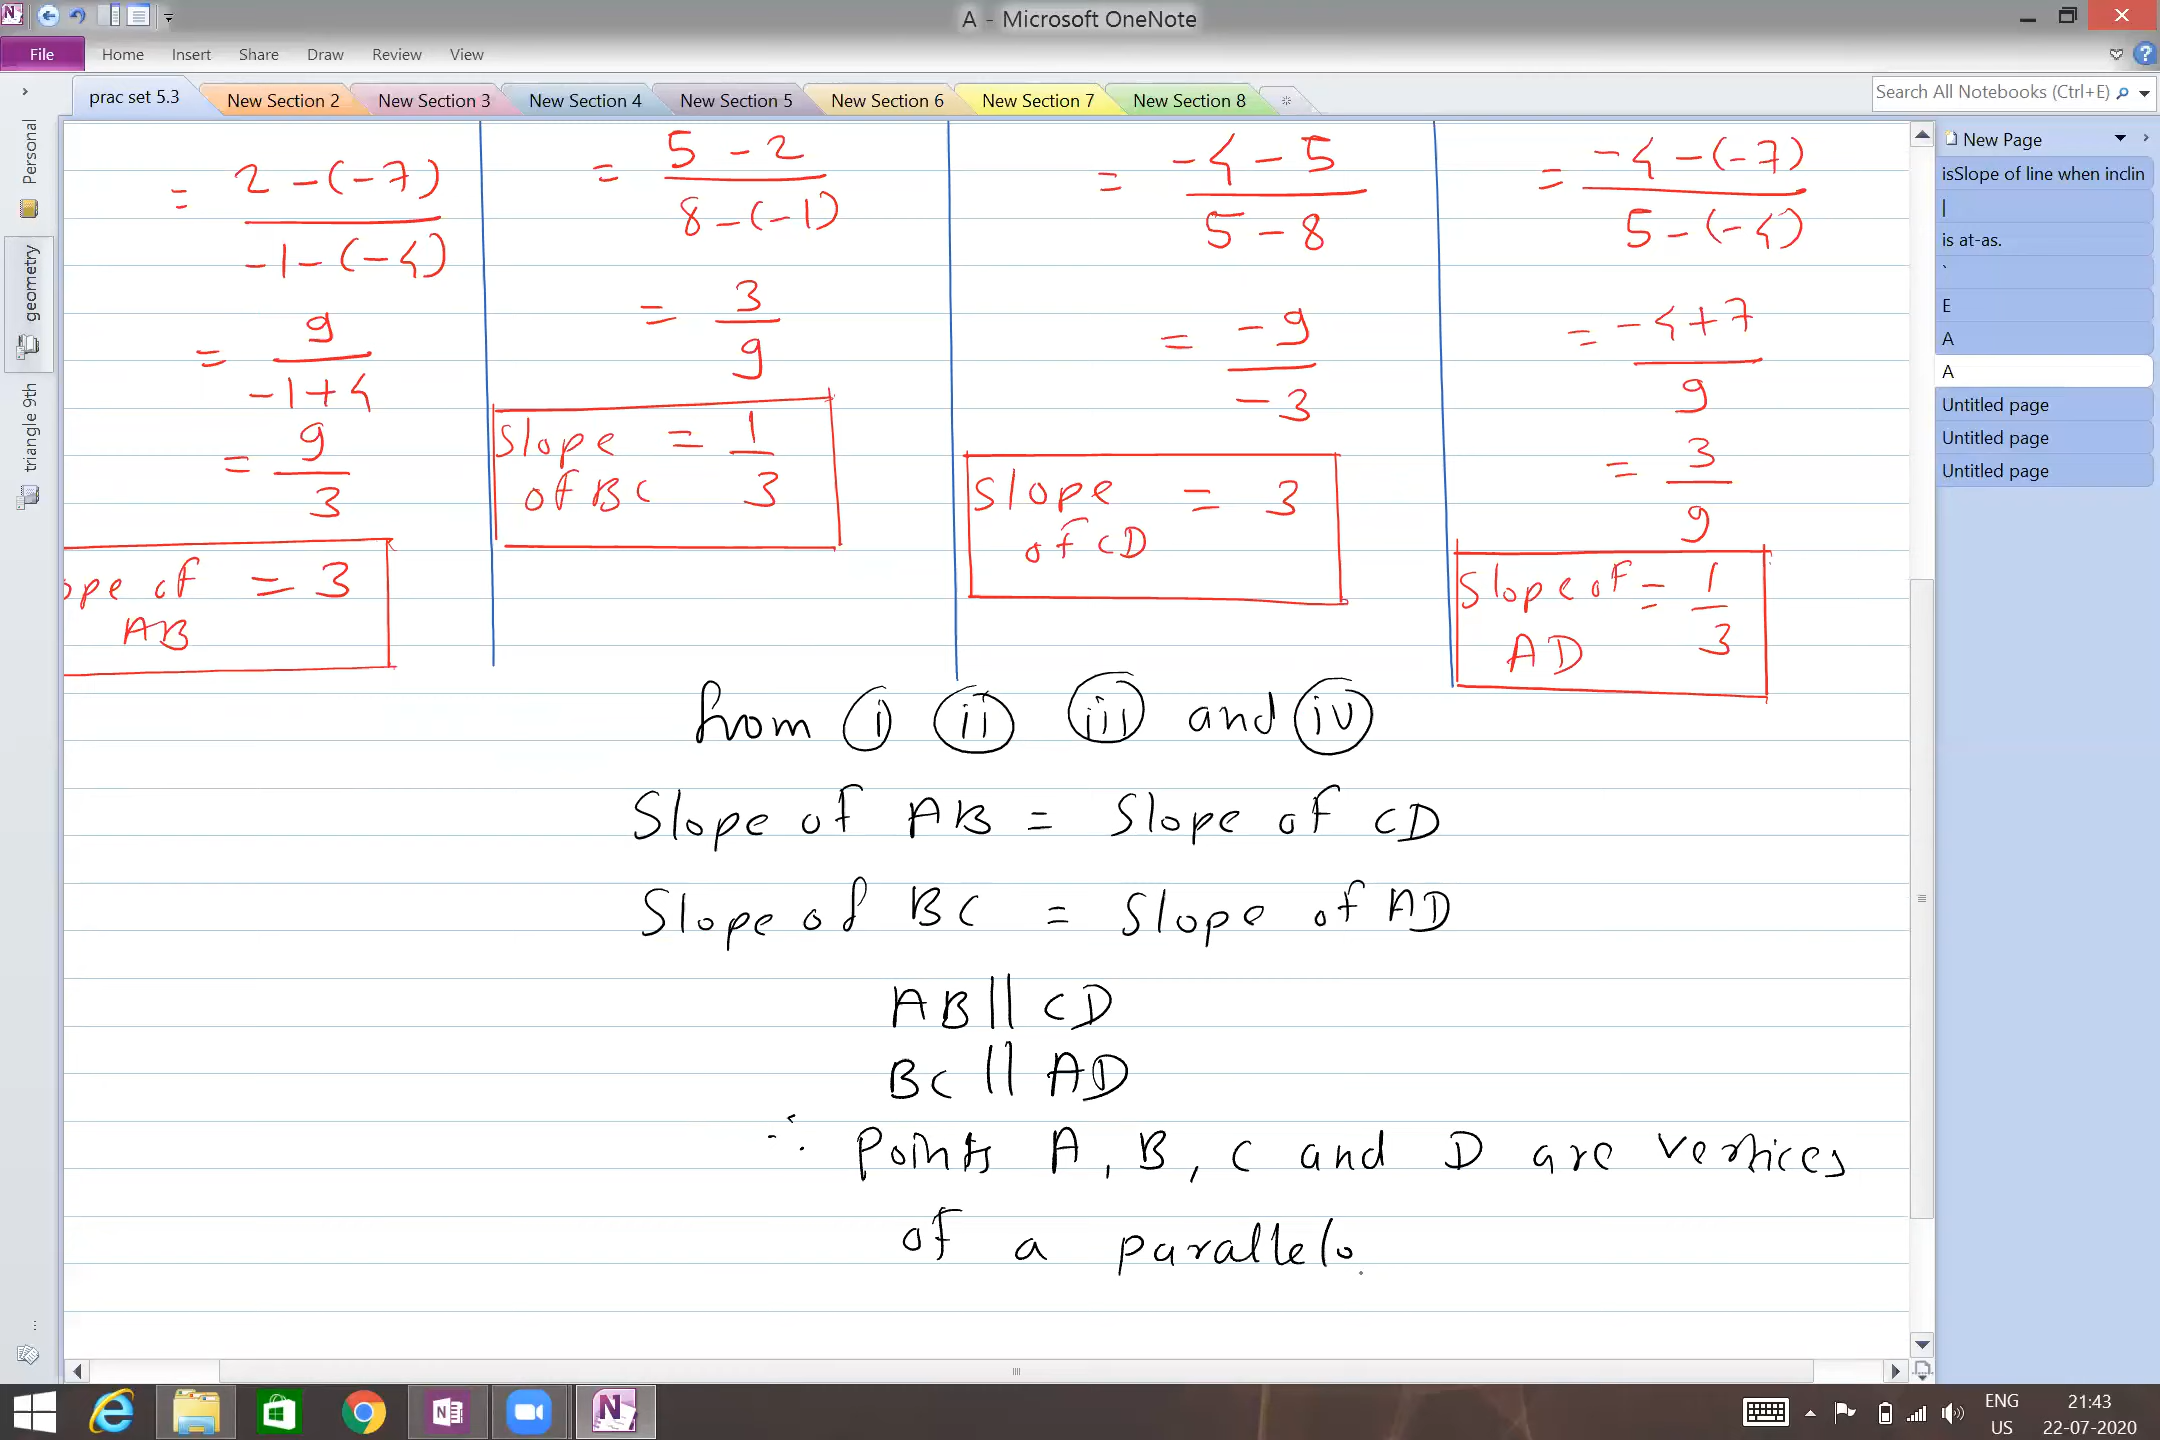 A - Microsoft OneNote
File Home Insert Share Draw Review View
prac set 5.3 New Section 2 New Section 3 New Section 4 New Section 5 New Section 6 New Section 7 New Section 8
Search All Notebooks (Ctrl+E)
Personal
geometry
triangle 9th
= 2 - (-7) / -1 - (-4)
= 9 / -1 + 4
= 9 / 3
ope of AB = 3
= 5 - 2 / 8 - (-1)
= 3 / 9
Slope of BC = 1 / 3
= -4 - 5 / 5 - 8
= -9 / -3
Slope of CD = 3
= -4 - (-7) / 5 - (-4)
= -4 + 7 / 9
= 3 / 9
Slope of AD = 1 / 3
from (i) (ii) (iii) and (iv)
Slope of AB = Slope of CD
Slope of BC = Slope of AD
AB || CD
BC || AD
∴ Points A, B, C and D are vertices
of a parallelo
New Page
isSlope of line when inclin
|
is at-as.
`
E
A
A
Untitled page
Untitled page
Untitled page
ENG 21:43
US 22-07-2020